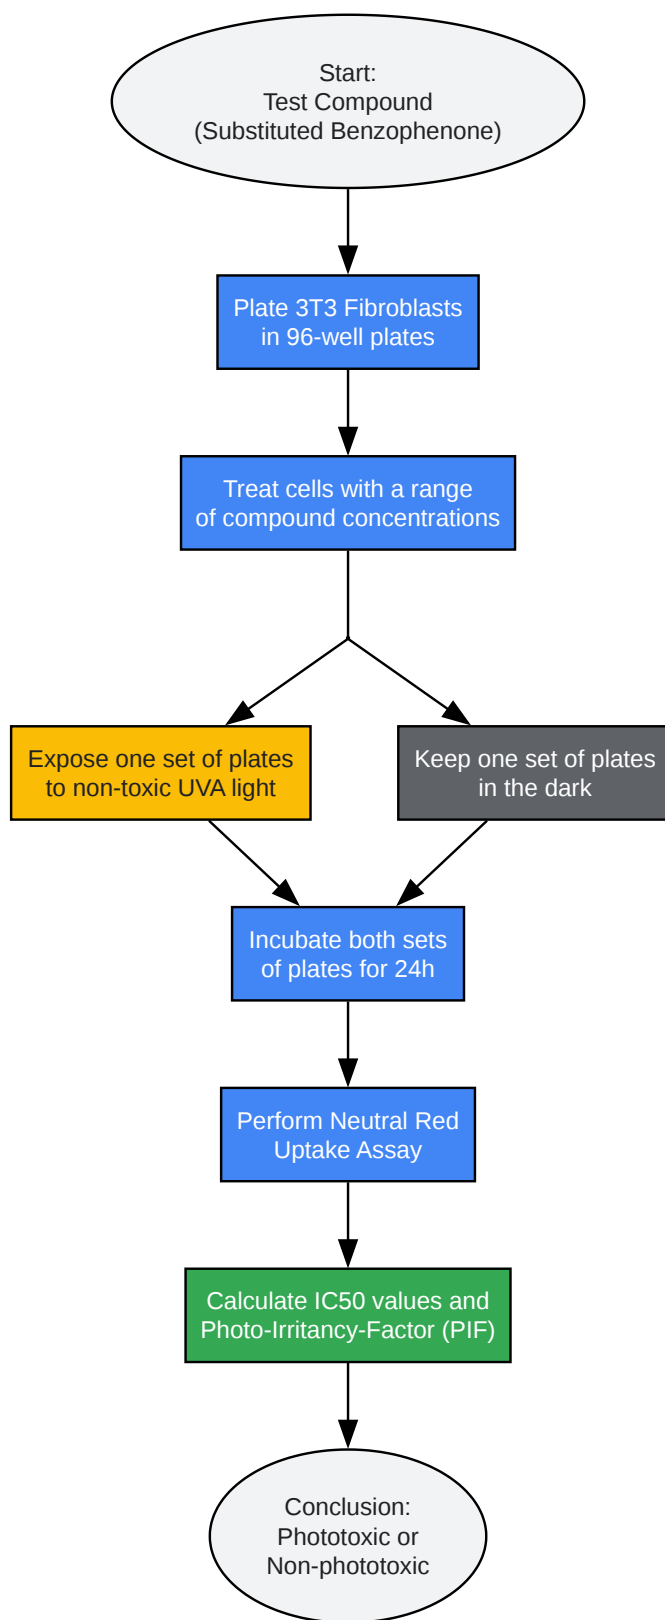 Start:
Test Compound
(Substituted Benzophenone)
Plate 3T3 Fibroblasts
in 96-well plates
Treat cells with a range
of compound concentrations
Expose one set of plates
to non-toxic UVA light
Keep one set of plates
in the dark
Incubate both sets
of plates for 24h
Perform Neutral Red
Uptake Assay
Calculate IC50 values and
Photo-Irritancy-Factor (PIF)
Conclusion:
Phototoxic or
Non-phototoxic